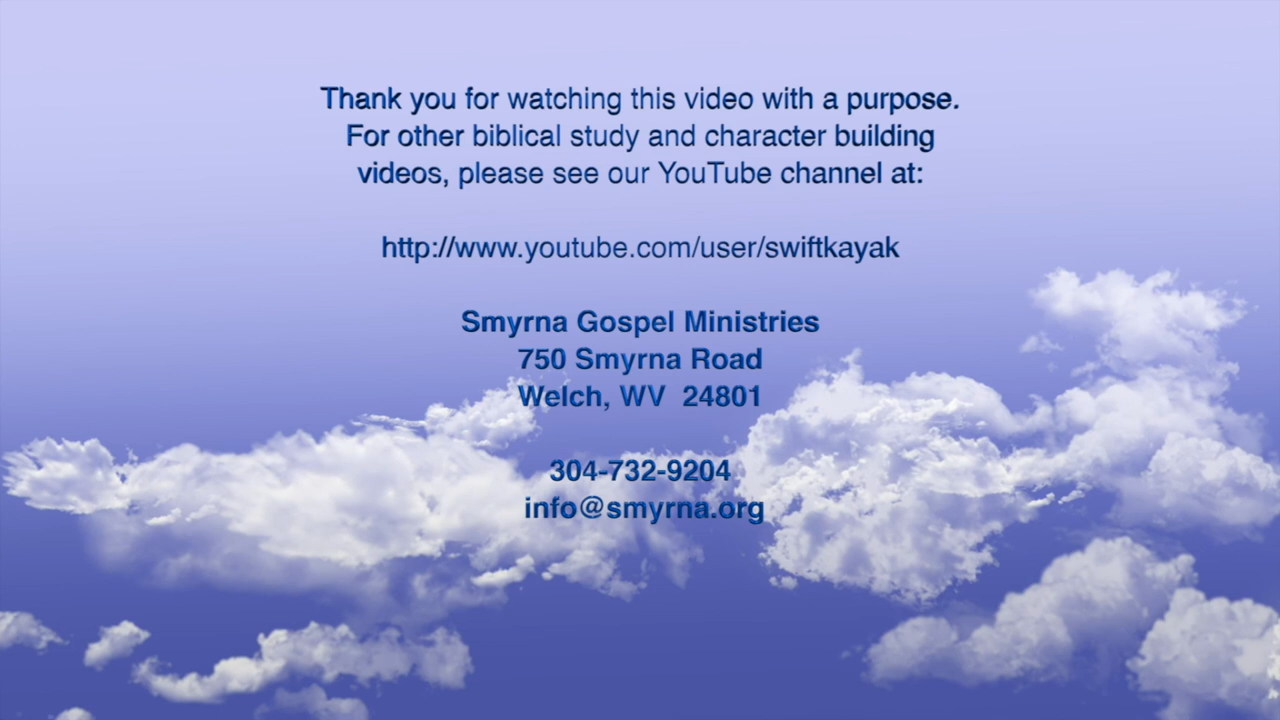 Thank you for watching this video with a purpose.
For other biblical study and character building
videos, please see our YouTube channel at:
http://www.youtube.com/user/swiftkayak
Smyrna Gospel Ministries
750 Smyrna Road
Welch, WV  24801
304-732-9204
info@smyrna.org